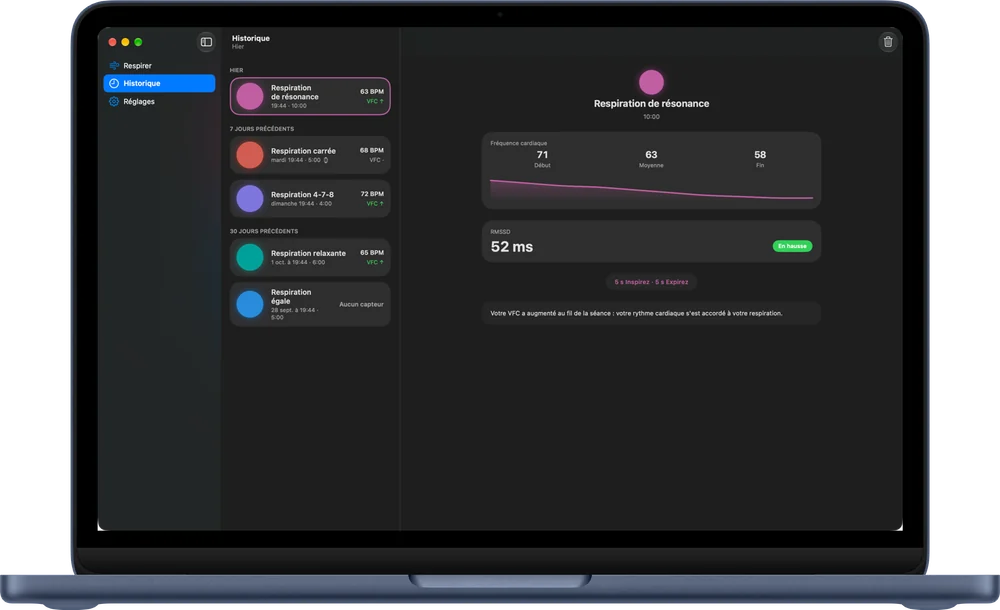 Respirer
Historique
Réglages
Historique
Hier
HIER
Respiration
de résonance
19:44 · 10:00
63 BPM
VFC ↑
7 JOURS PRÉCÉDENTS
Respiration carrée
mardi 19:44 · 5:00
68 BPM
VFC ·
Respiration 4-7-8
dimanche 19:44 · 4:00
72 BPM
VFC ↑
30 JOURS PRÉCÉDENTS
Respiration relaxante
1 oct. à 19:44 · 6:00
65 BPM
VFC ↑
Respiration
égale
28 sept. à 19:44 ·
5:00
Aucun capteur
Respiration de résonance
10:00
Fréquence cardiaque
71 63 58
Début Moyenne Fin
RMSSD
52 ms
En hausse
5 s Inspirez · 5 s Expirez
Votre VFC a augmenté au fil de la séance : votre rythme cardiaque s'est accordé à votre respiration.